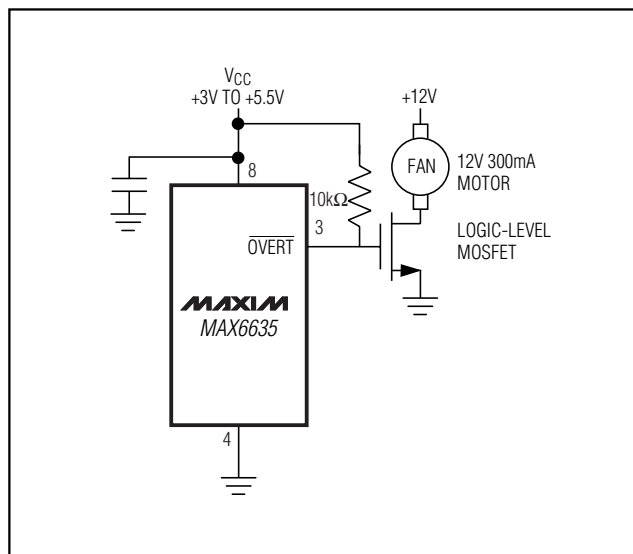 VCC
+3V TO +5.5V
+12V
8
FAN
12V 300mA
MOTOR
10kΩ
3
OVERT
LOGIC-LEVEL
MOSFET
MAXIM
MAX6635
4